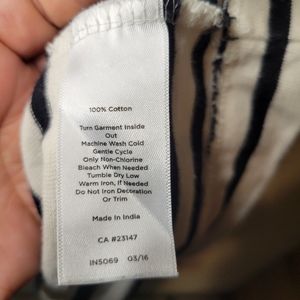 100% Cotton
Turn Garment Inside
Out
Machine Wash Cold
Gentle Cycle
Only Non-Chlorine
Bleach When Needed
Tumble Dry Low
Warm Iron, If Needed
Do Not Iron Decoration
Or Trim
Made In India
CA #23147
IN5069 03/16